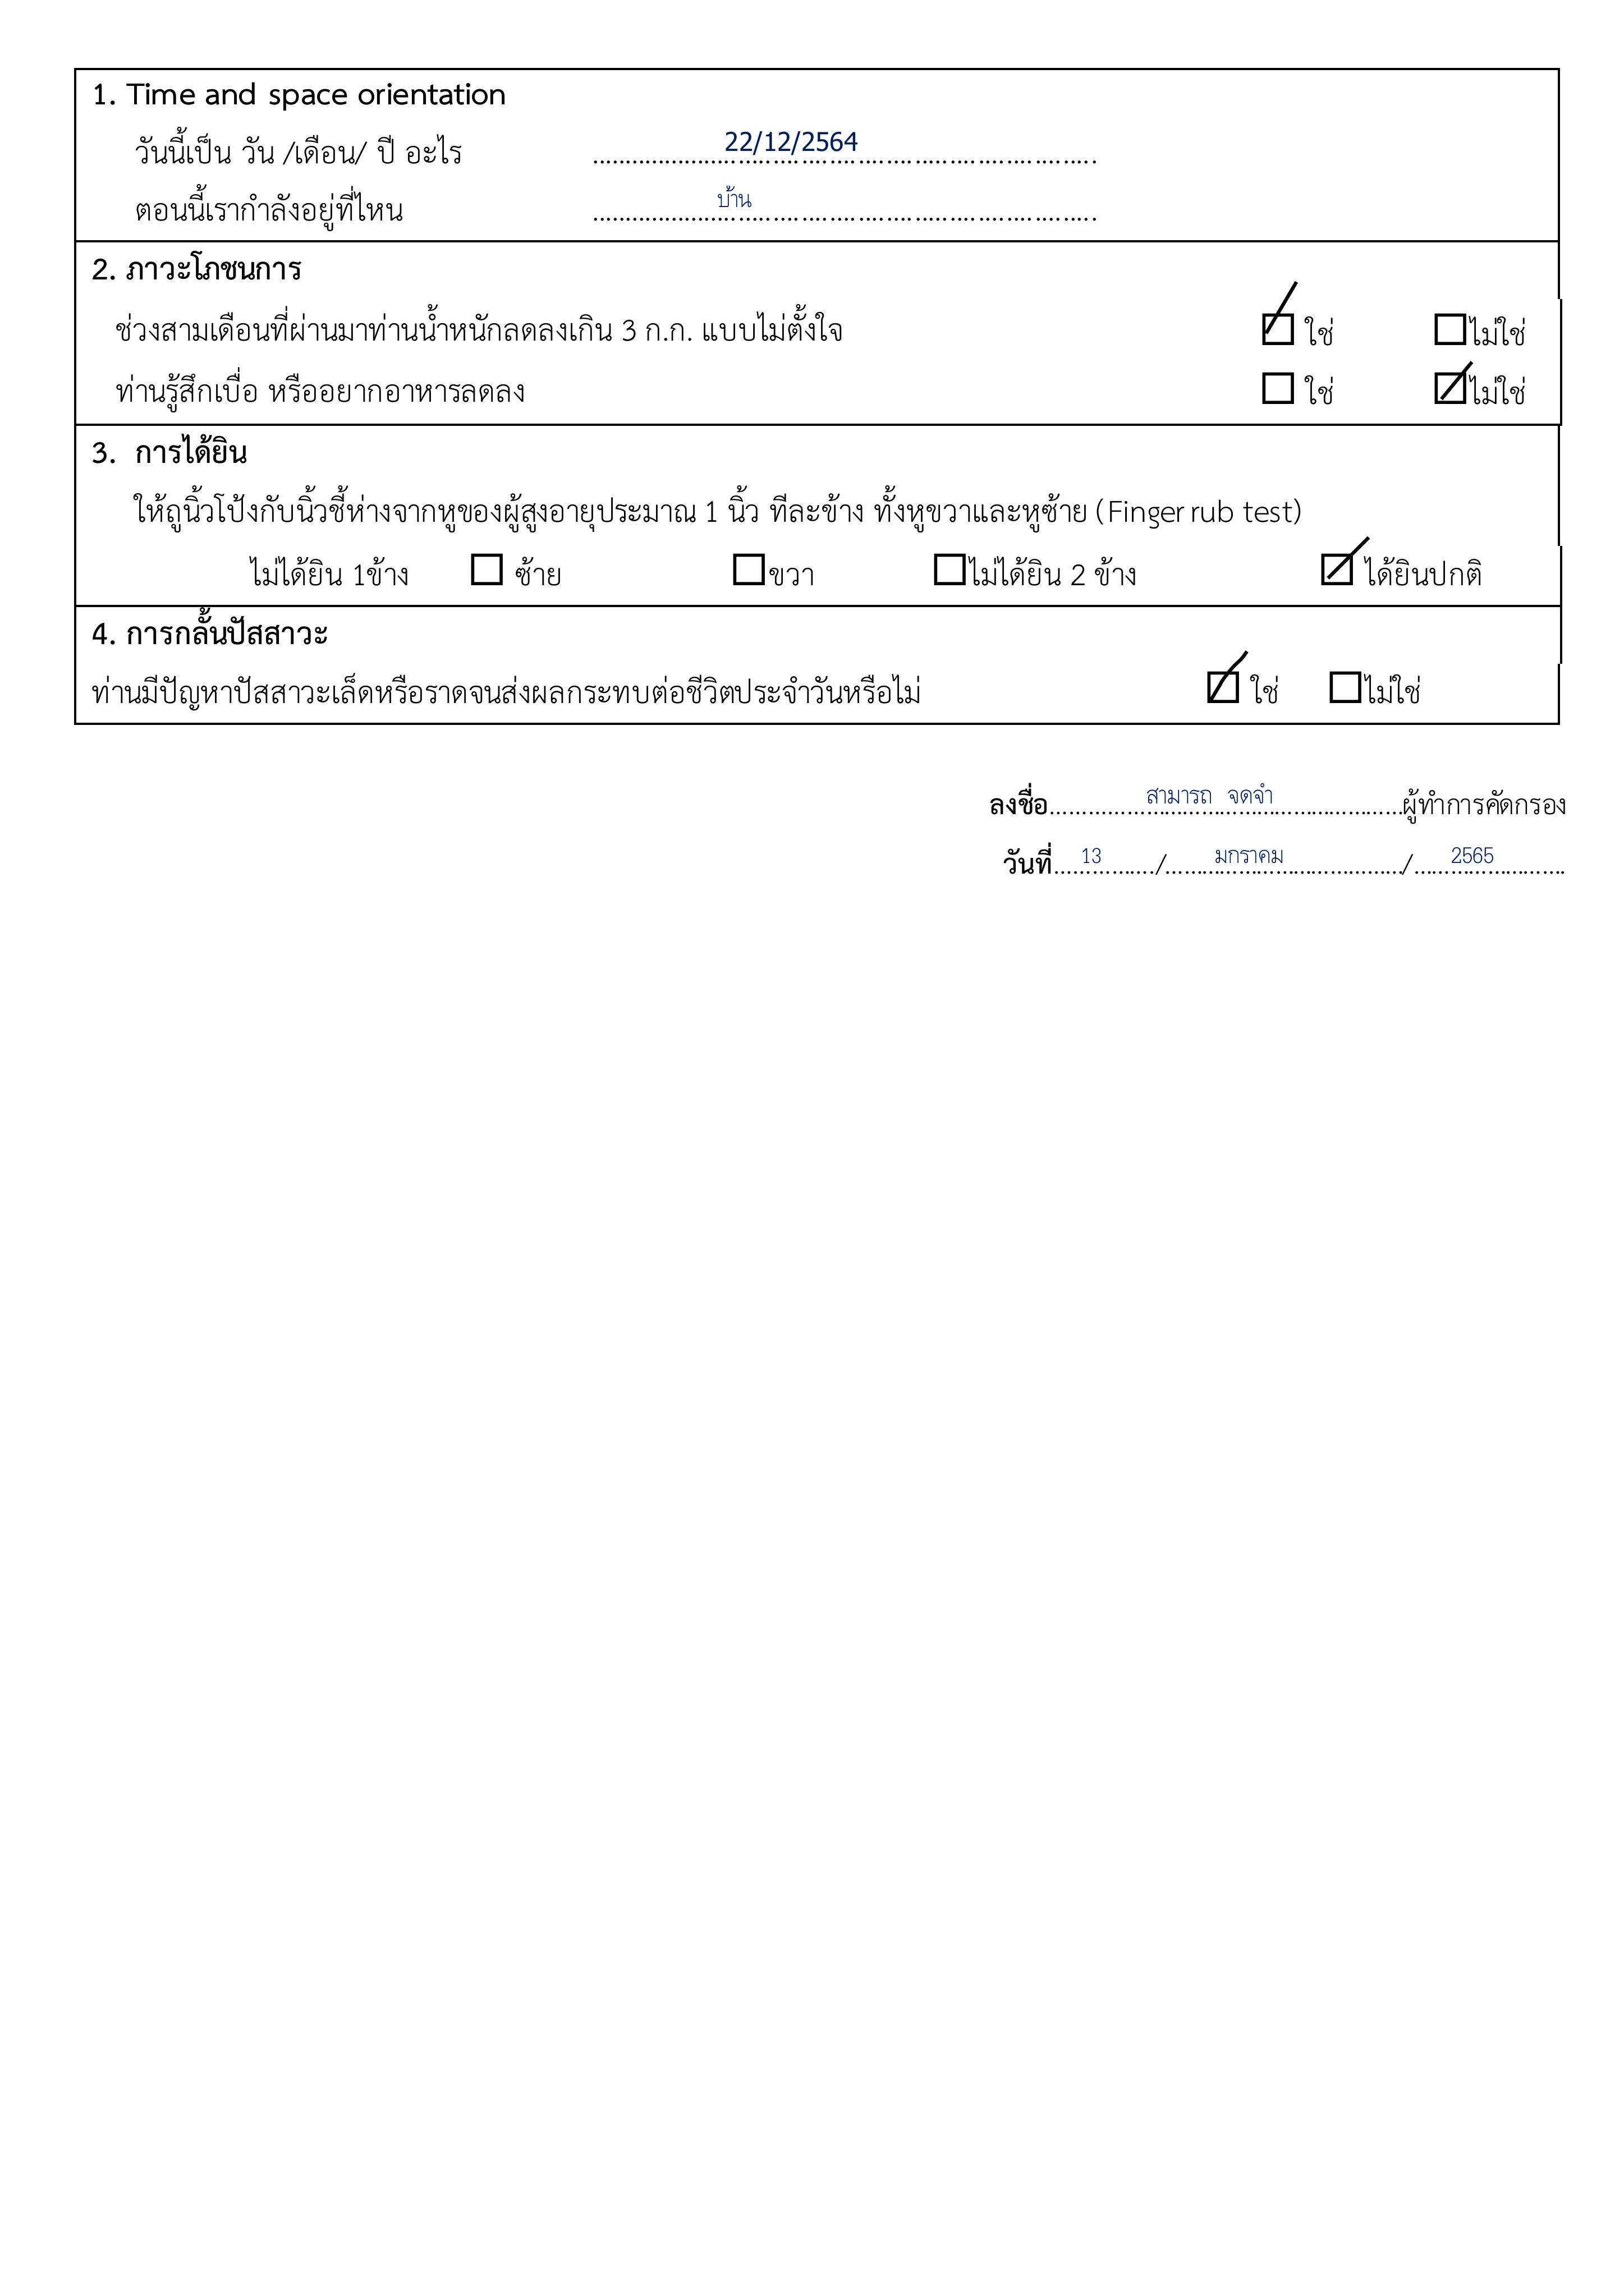 1. Time and space orientation
วันนี้เป็น วัน /เดือน/ ปี อะไร ........22/12/2564........
ตอนนี้เรากำลังอยู่ที่ไหน ........บ้าน........
2. ภาวะโภชนการ
ช่วงสามเดือนที่ผ่านมาท่านน้ำหนักลดลงเกิน 3 ก.ก. แบบไม่ตั้งใจ ☑ ใช่ ☐ ไม่ใช่
ท่านรู้สึกเบื่อ หรืออยากอาหารลดลง ☐ ใช่ ☑ ไม่ใช่
3. การได้ยิน
ให้ถูนิ้วโป้งกับนิ้วชี้ห่างจากหูของผู้สูงอายุประมาณ 1 นิ้ว ทีละข้าง ทั้งหูขวาและหูซ้าย (Finger rub test)
ไม่ได้ยิน 1ข้าง ☐ ซ้าย ☐ ขวา ☐ ไม่ได้ยิน 2 ข้าง ☑ ได้ยินปกติ
4. การกลั้นปัสสาวะ
ท่านมีปัญหาปัสสาวะเล็ดหรือราดจนส่งผลกระทบต่อชีวิตประจำวันหรือไม่ ☑ ใช่ ☐ ไม่ใช่
ลงชื่อ........สามารถ จดจำ........ผู้ทำการคัดกรอง
วันที่....13..../....มกราคม..../....2565....